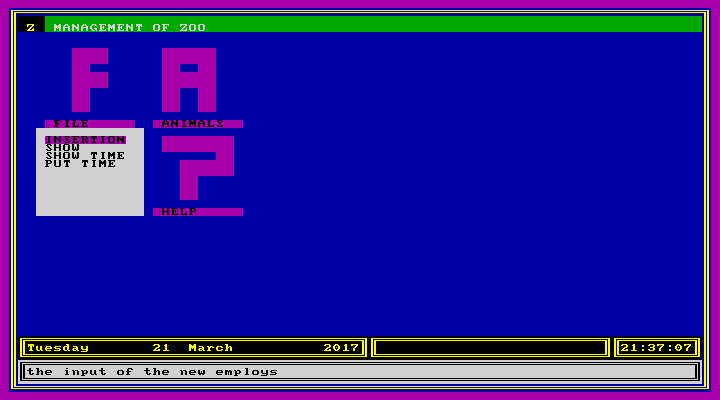 Z MANAGEMENT OF ZOO
F A
FILE ANIMALS
INSERTION
SHOW
SHOW TIME
PUT TIME
?
HELP
Tuesday 21 March 2017 21:37:07
the input of the new employs